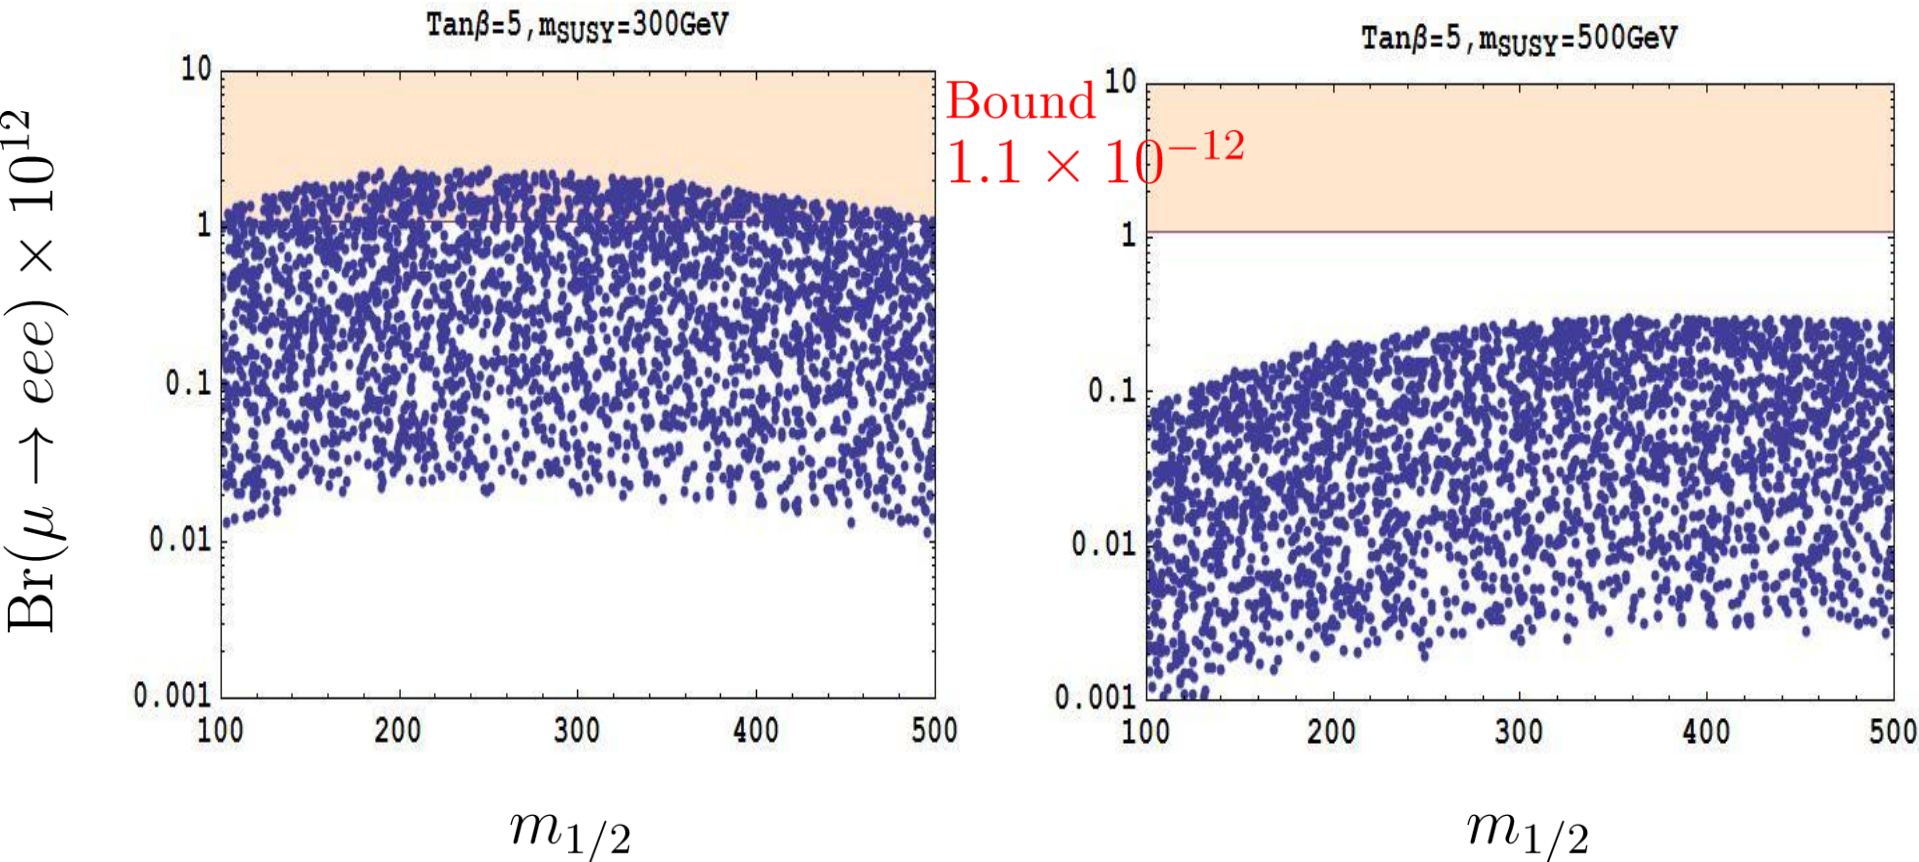 Tanβ=5,mSUSY=300GeV
Br(μ → eee) × 10¹²
10
1
0.1
0.01
0.001
100 200 300 400 500
m1/2
Bound
1.1 × 10⁻¹²
Tanβ=5,mSUSY=500GeV
10
1
0.1
0.01
0.001
100 200 300 400 500
m1/2